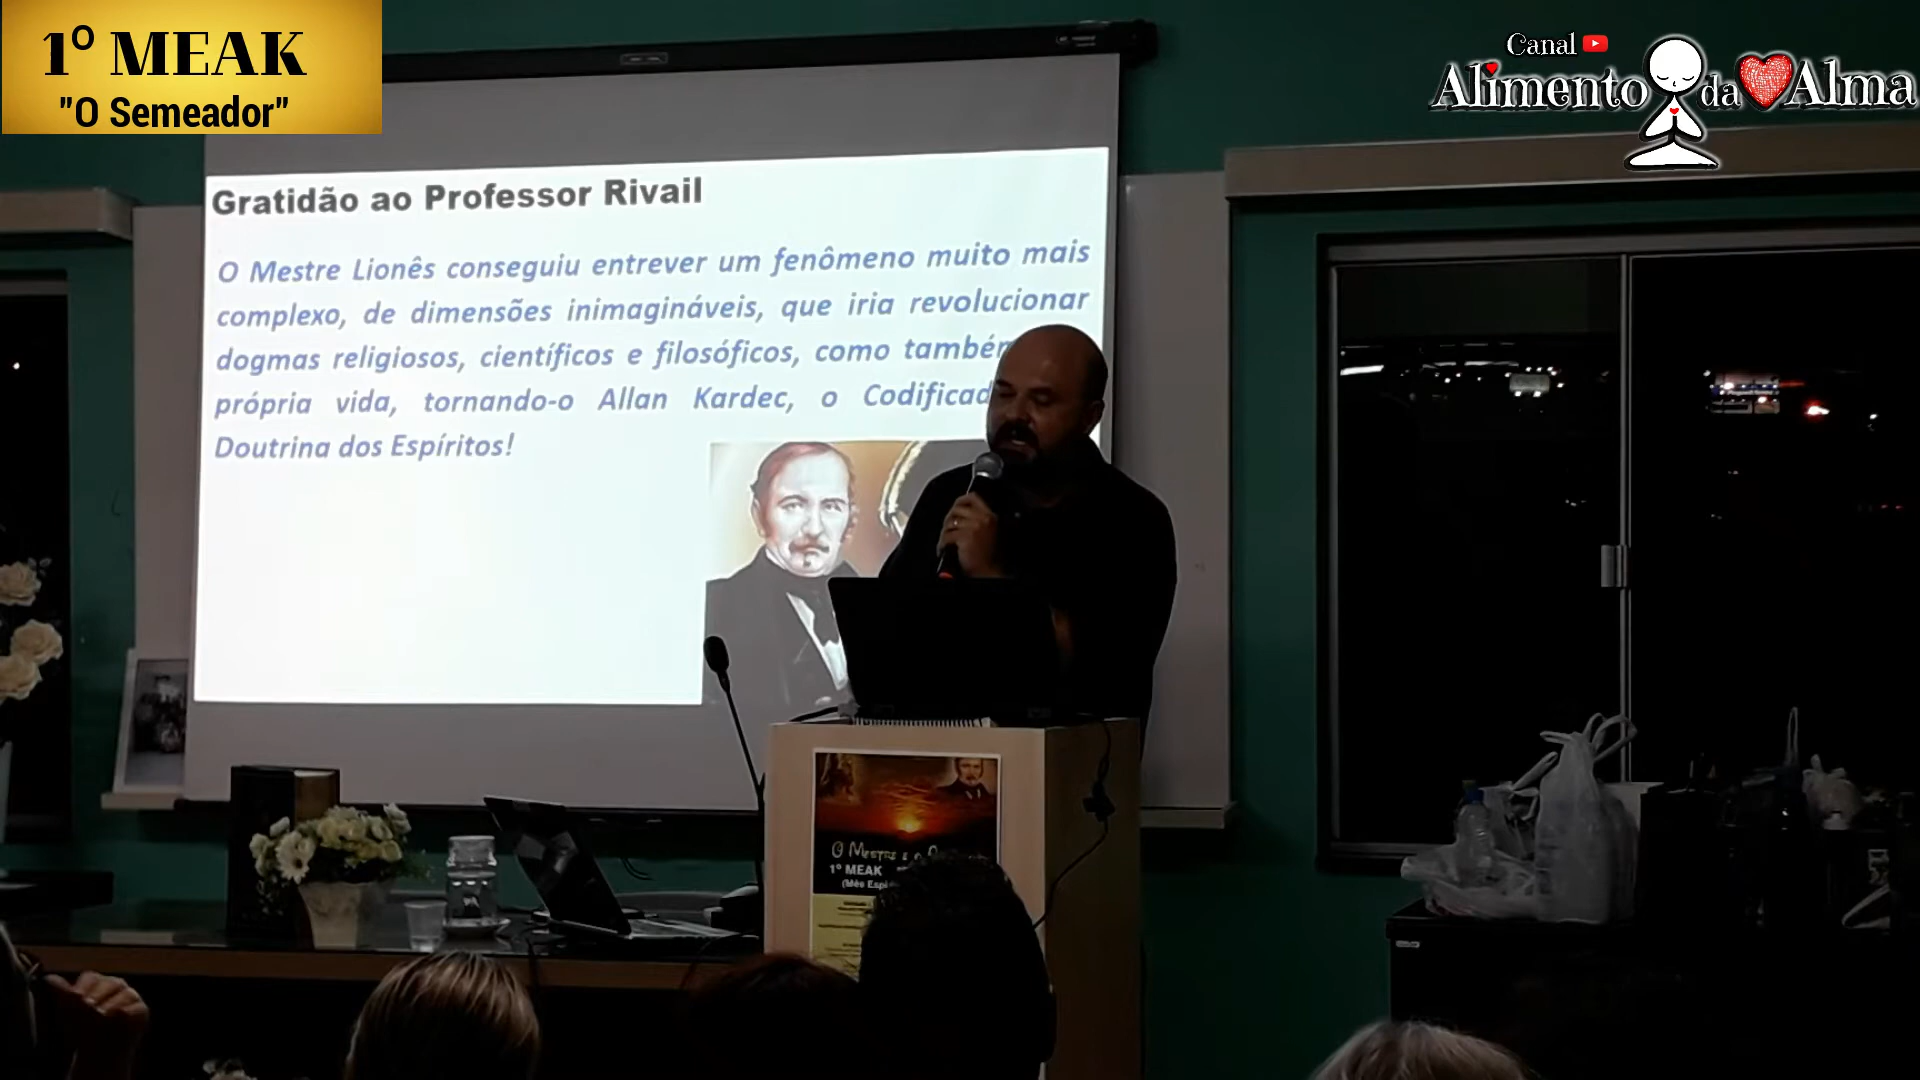 1º MEAK
"O Semeador"
Canal
Alimento da Alma
Gratidão ao Professor Rivail
O Mestre Lionês conseguiu entrever um fenômeno muito mais
complexo, de dimensões inimagináveis, que iria revolucionar
dogmas religiosos, científicos e filosóficos, como
própria vida, tornando-o Allan Kardec, o
Doutrina dos Espíritos!
O Mestre e o
1º MEAK
(Mês